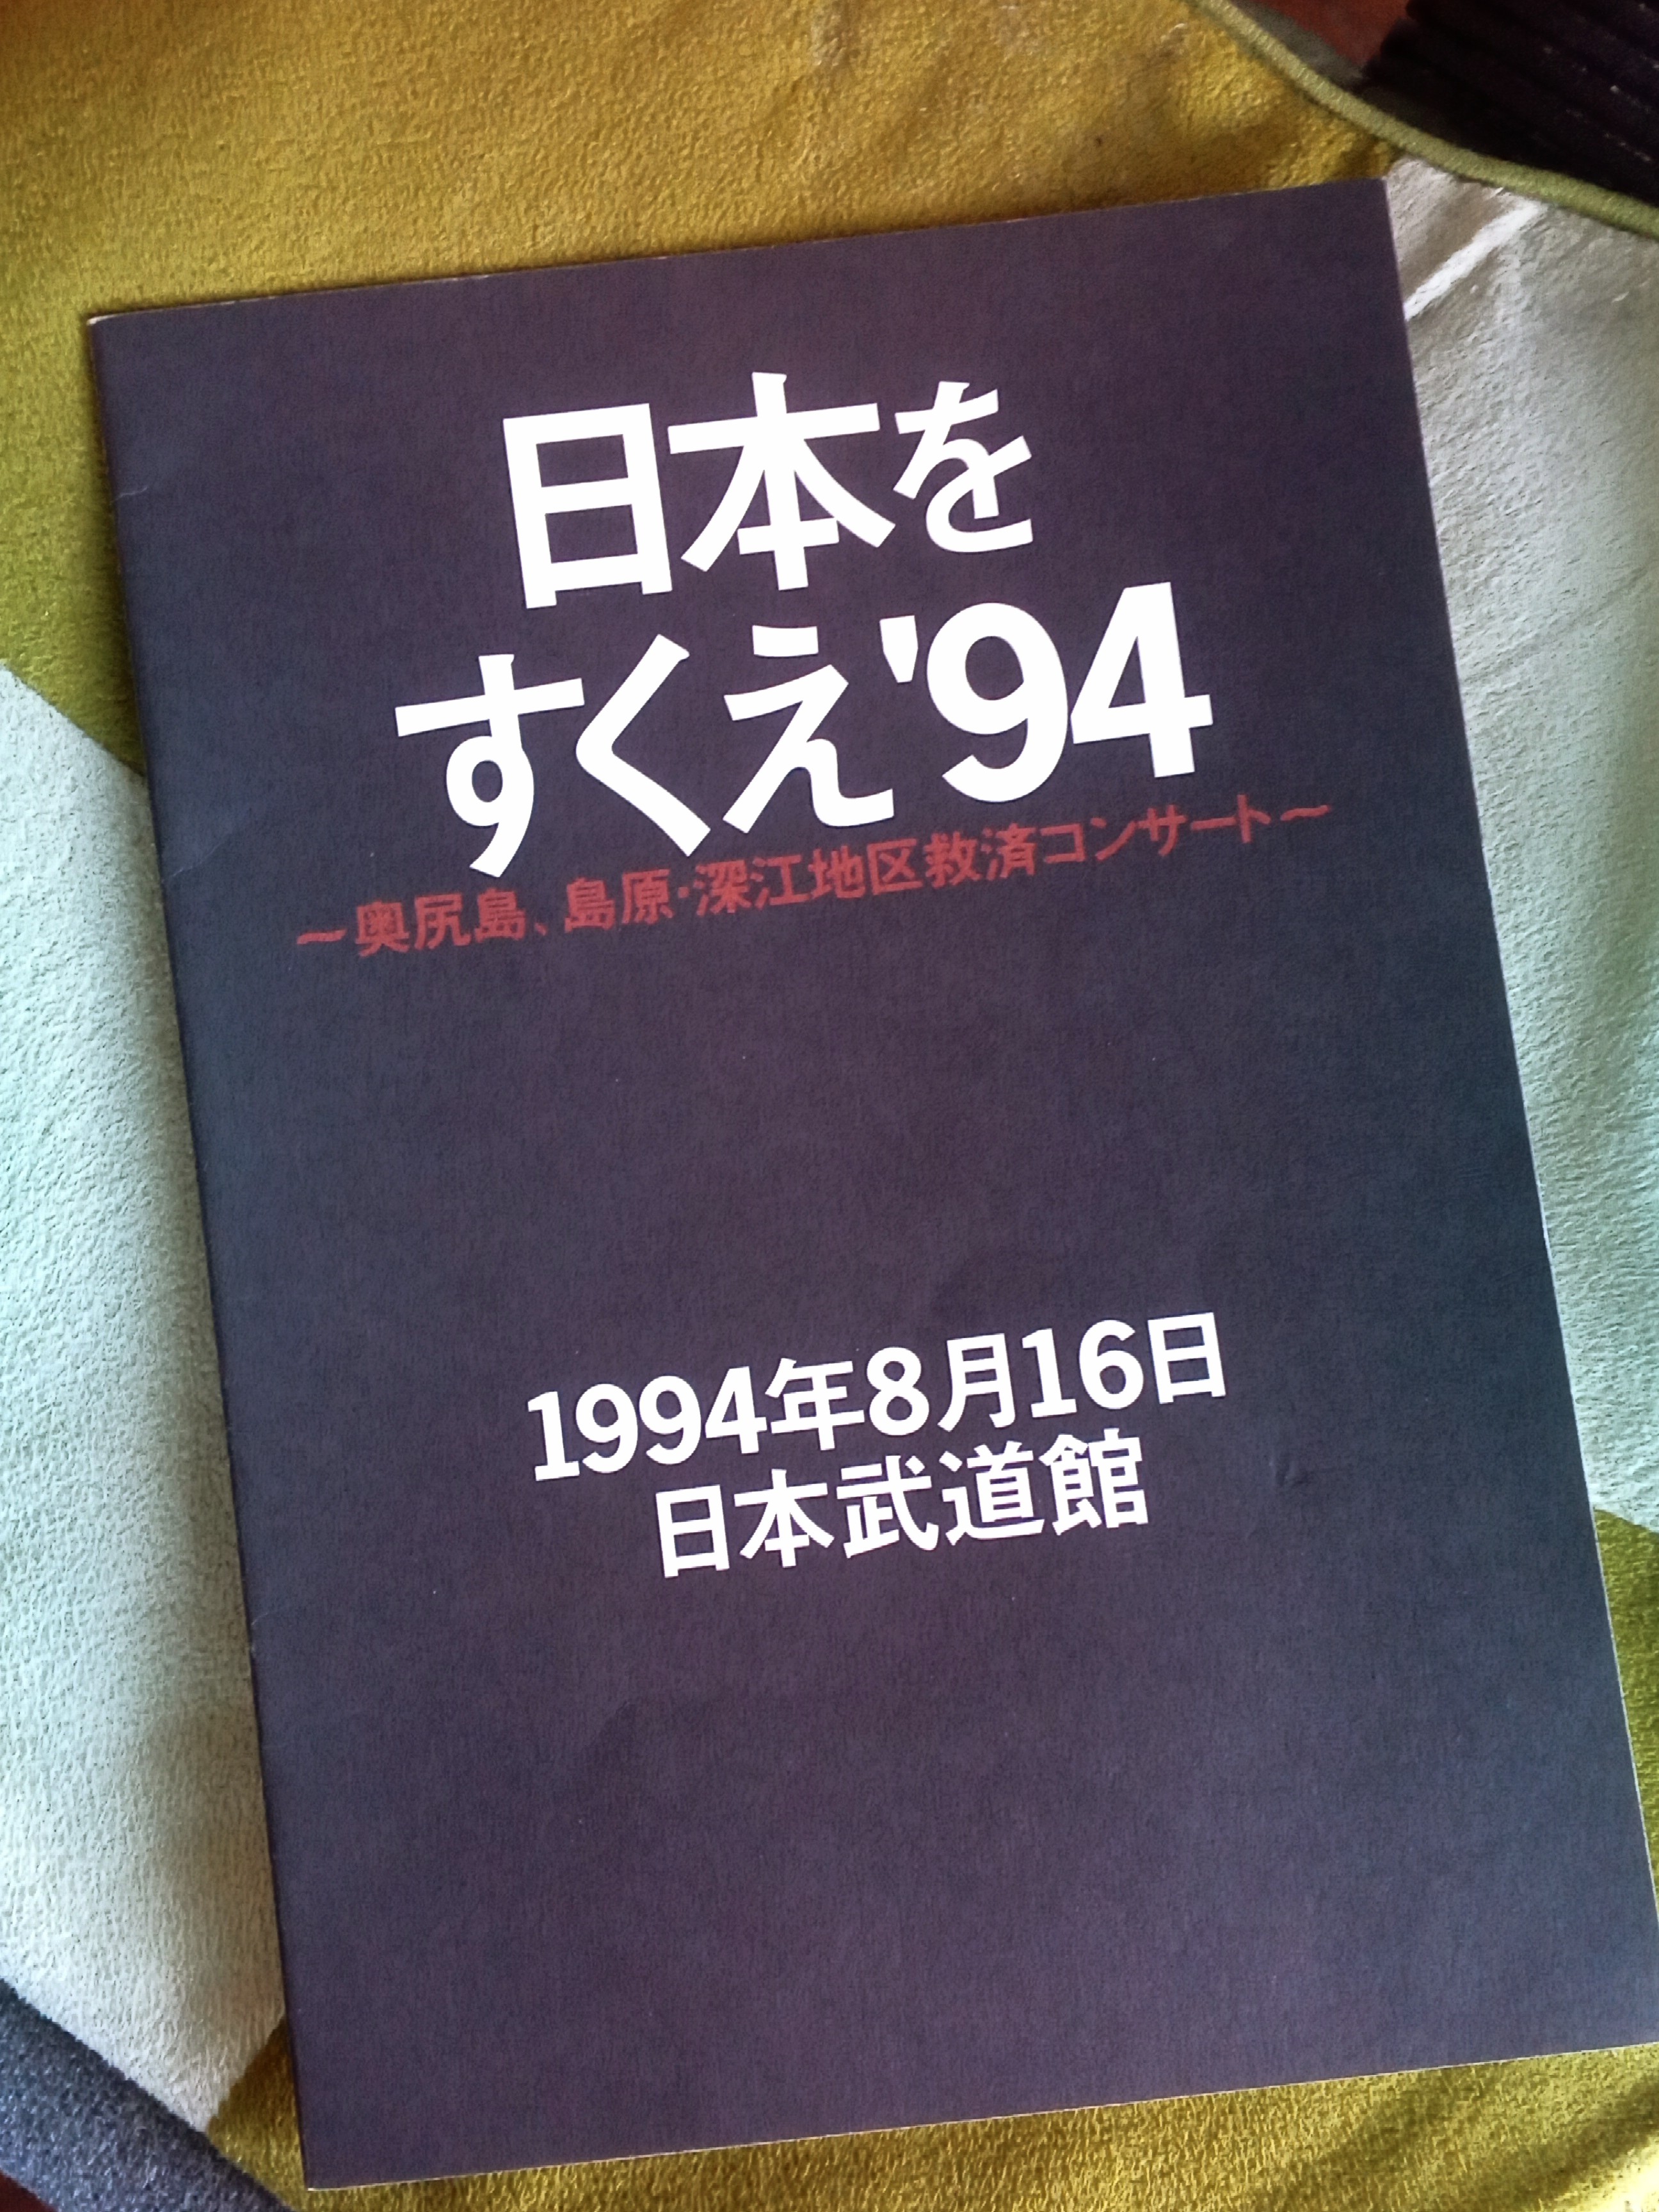 日本を
すくえ'94
～奥尻島、島原・深江地区救済コンサート～
1994年8月16日
日本武道館